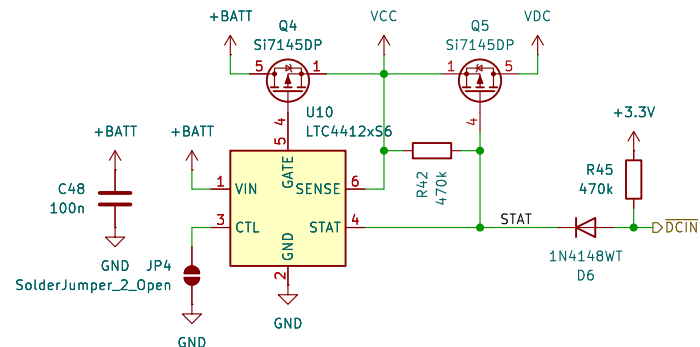 +BATT
Q4
Si7145DP
VCC
Q5
Si7145DP
VDC
5
1
1
5
4
4
U10
LTC4412xS6
+3.3V
+BATT
+BATT
5
GATE
C48
100n
1
VIN
SENSE
6
R42
470k
R45
470k
3
CTL
STAT
4
STAT
DCIN
GND
2
GND
JP4
SolderJumper_2_Open
1N4148WT
D6
GND
GND